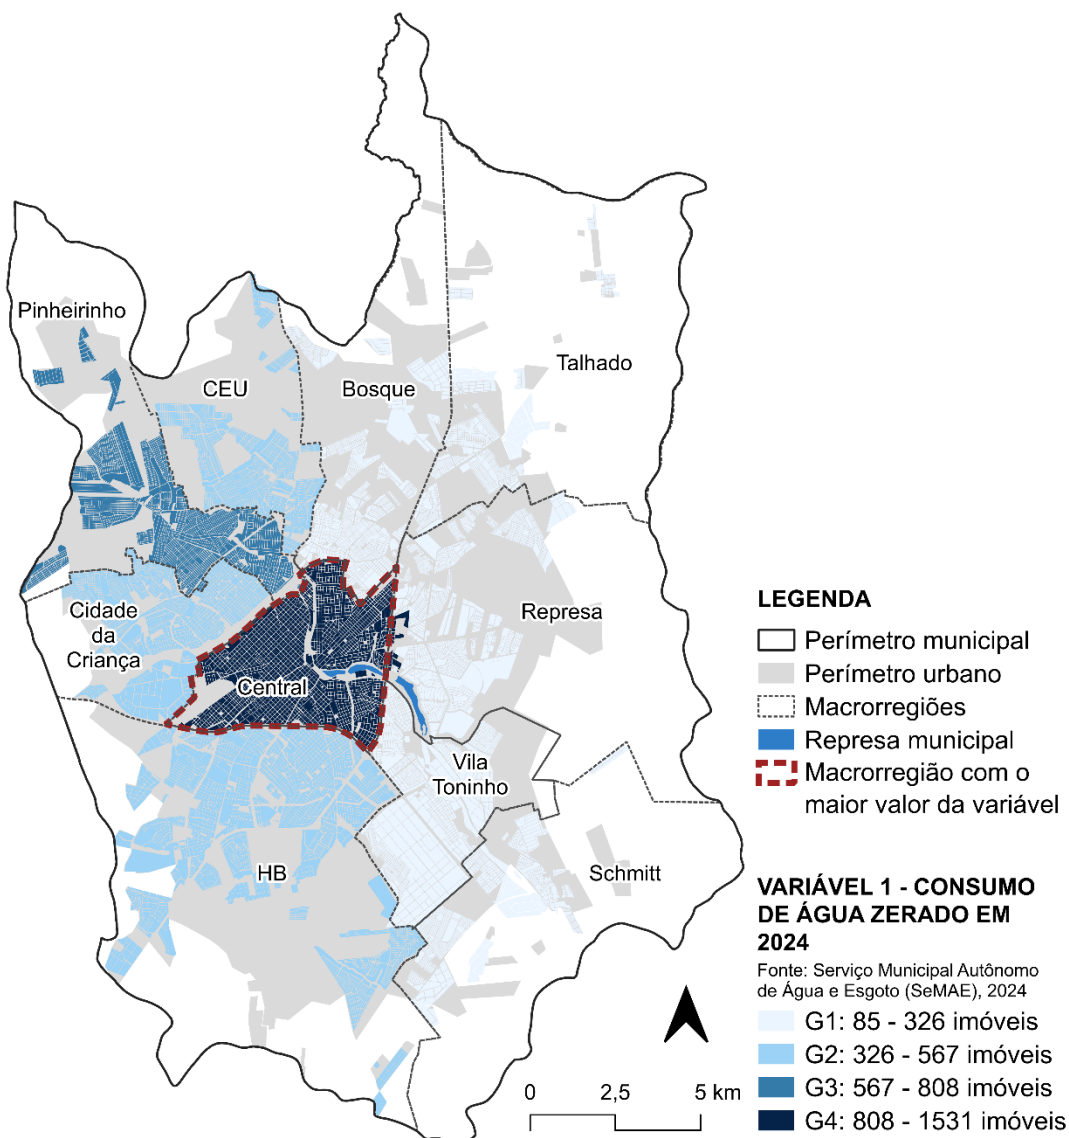 Pinheirinho
CEU
Bosque
Talhado
Cidade
da
Criança
Central
Represa
Vila
Toninho
HB
Schmitt
LEGENDA
Perímetro municipal
Perímetro urbano
Macrorregiões
Represa municipal
Macrorregião com o
maior valor da variável
VARIÁVEL 1 - CONSUMO
DE ÁGUA ZERADO EM
2024
Fonte: Serviço Municipal Autônomo
de Água e Esgoto (SeMAE), 2024
G1: 85 - 326 imóveis
G2: 326 - 567 imóveis
G3: 567 - 808 imóveis
G4: 808 - 1531 imóveis
0 2,5 5 km